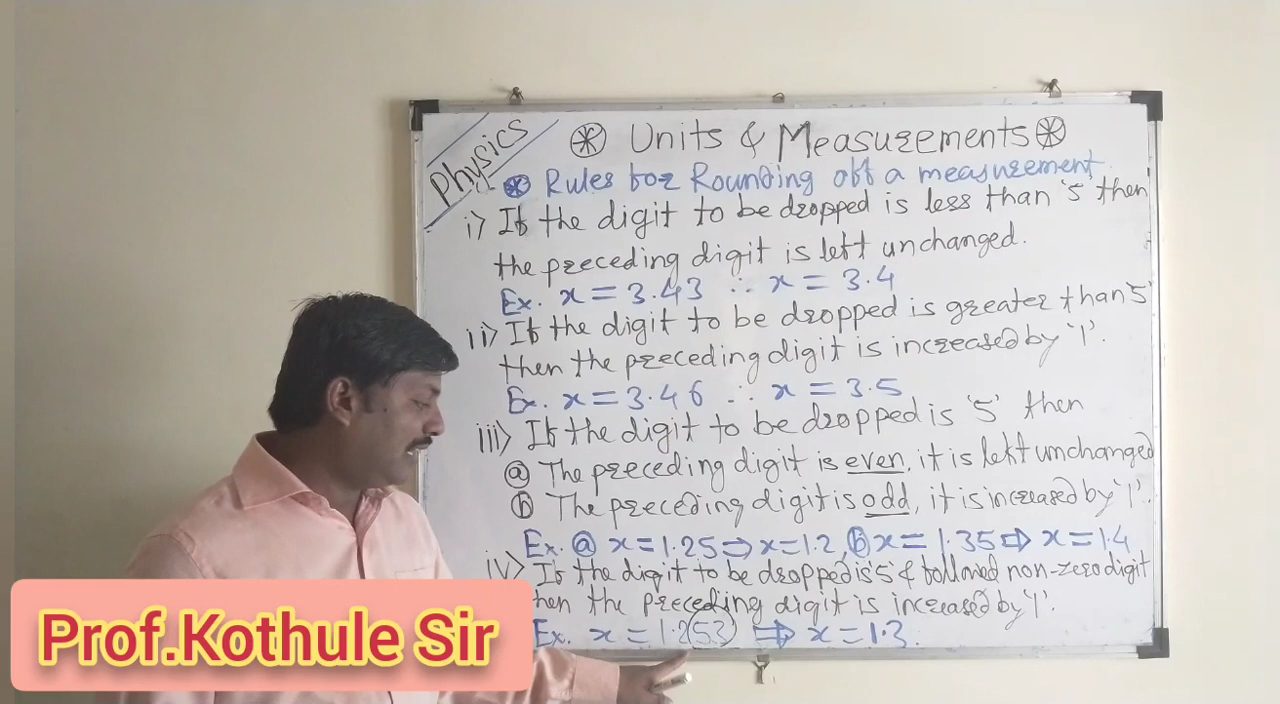 Physics
Units & Measurements
Rules for Rounding off a measurement
i) If the digit to be dropped is less than '5' then
the preceding digit is left unchanged.
Ex. x = 3.43 ∴ x = 3.4
ii) If the digit to be dropped is greater than '5'
then the preceding digit is increased by '1'.
Ex. x = 3.46 ∴ x = 3.5
iii) If the digit to be dropped is '5' then
ⓐ The preceding digit is even, it is left unchanged
ⓑ The preceding digit is odd, it is increased by '1'.
Ex. ⓐ x = 1.25 ⇒ x = 1.2, ⓑ x = 1.35 ⇒ x = 1.4
iv) If the digit to be dropped is '5' & followed non-zero digit
then the preceding digit is increased by '1'.
Ex. x = 1.253 ⇒ x = 1.3
Prof.Kothule Sir